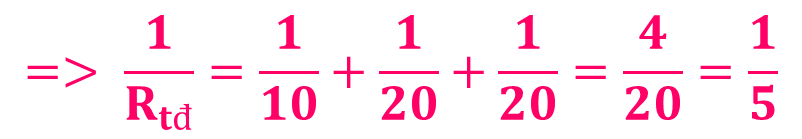 => 1/R_tđ = 1/10 + 1/20 + 1/20 = 4/20 = 1/5